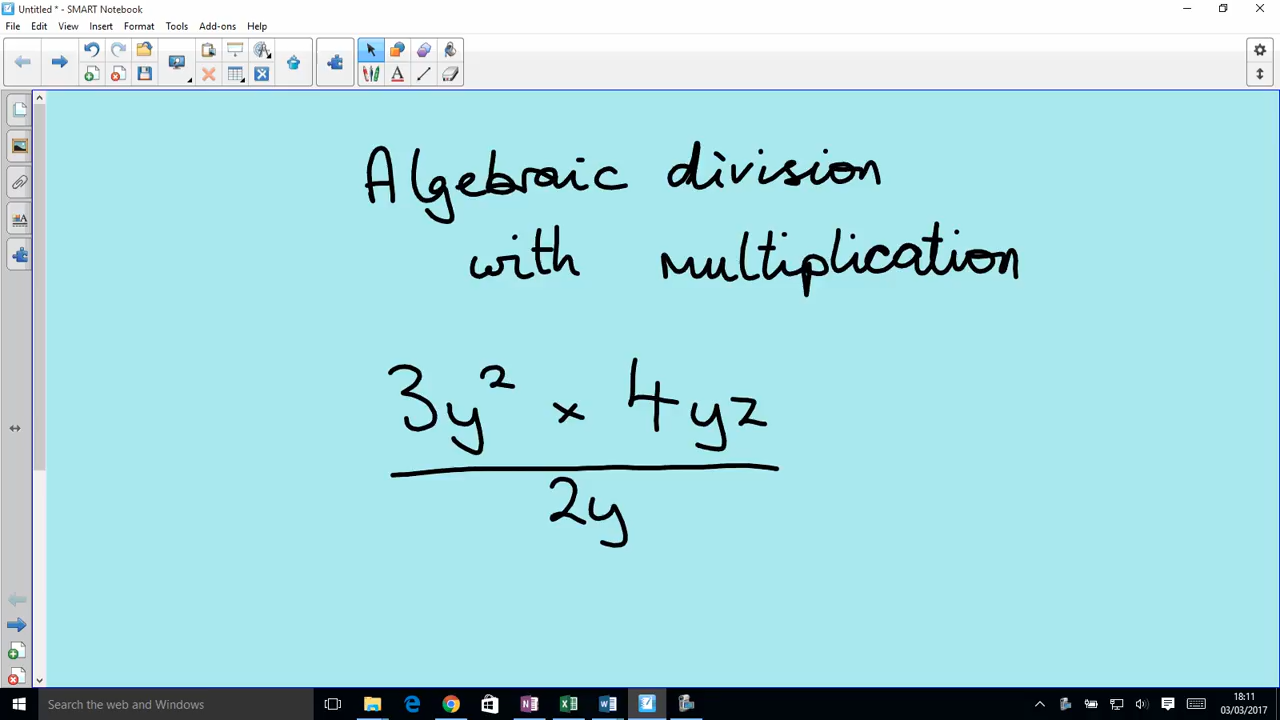 Untitled * - SMART Notebook
File Edit View Insert Format Tools Add-ons Help
Algebraic division
with multiplication
3y² × 4yz
2y
Search the web and Windows
18:11
03/03/2017